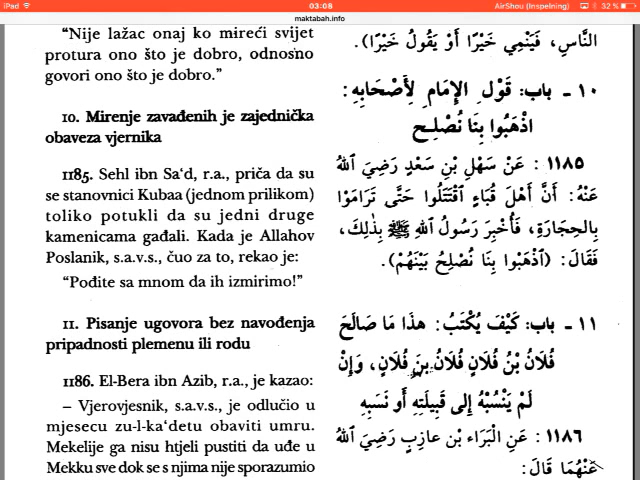 iPad
03:08
AirShou (Inspelning)
32 %
maktabah.info
“Nije lažac onaj ko mireći svijet
protura ono što je dobro, odnosno
govori ono što je dobro.”
10. Mirenje zavađenih je zajednička
obaveza vjernika
1185. Sehl ibn Sa‘d, r.a., priča da su
se stanovnici Kubaa (jednom prilikom)
toliko potukli da su jedni druge
kamenicama gađali. Kada je Allahov
Poslanik, s.a.v.s., čuo za to, rekao je:
“Pođite sa mnom da ih izmirimo!”
11. Pisanje ugovora bez navođenja
pripadnosti plemenu ili rodu
1186. El-Bera ibn Azib, r.a., je kazao:
– Vjerovjesnik, s.a.v.s., je odlučio u
mjesecu zu-l-ka‘detu obaviti umru.
Mekelije ga nisu htjeli pustiti da uđe u
Mekku sve dok se s njima nije sporazumio
النَّاسِ، فَيَنْمِي خَيْرًا أَوْ يَقُولُ خَيْرًا).
١٠ - باب: قَوْلِ الإِمَامِ لِأَصْحَابِهِ:
اذْهَبُوا بِنَا نُصْلِحْ
١١٨٥ : عَنْ سَهْلِ بْنِ سَعْدٍ رَضِيَ اللهُ
عَنْهُ: أَنَّ أَهْلَ قُبَاءٍ اقْتَتَلُوا حَتَّى تَرَامَوْا
بِالحِجَارَةِ، فَأُخْبِرَ رَسُولُ اللهِ ﷺ بِذٰلِكَ،
فَقَالَ: (اذْهَبُوا بِنَا نُصْلِحُ بَيْنَهُمْ).
١١ - باب: كَيْفَ يُكْتَبُ: هذَا مَا صَالَحَ
فُلَانُ بْنُ فُلَانٍ فُلَانَ بْنَ فُلَانٍ، وَإِنْ
لَمْ يَنْسُبْهُ إِلى قَبِيلَتِهِ أَو نَسَبِهِ
١١٨٦ : عَنِ الْبَرَاءِ بْنِ عازِبٍ رَضِيَ اللهُ
عَنْهُمَا قَالَ: